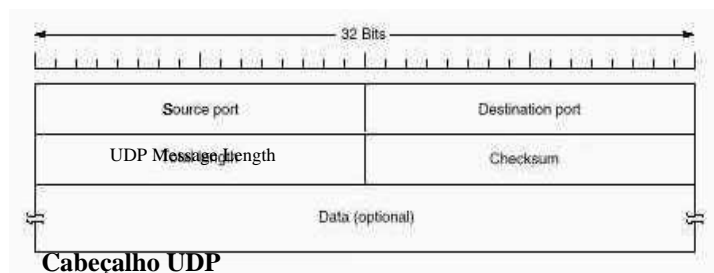 32 Bits
Source port
Destination port
UDP Message Length
Checksum
Data (optional)
Cabeçalho UDP